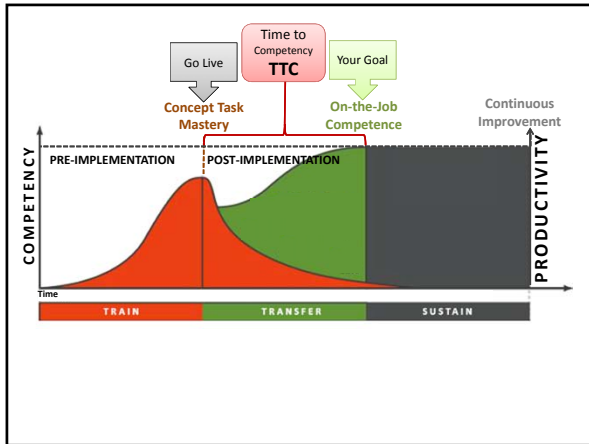 Time to
Competency
TTC
Go Live
Your Goal
Concept Task
Mastery
On-the-Job
Competence
Continuous
Improvement
PRE-IMPLEMENTATION
POST-IMPLEMENTATION
COMPETENCY
PRODUCTIVITY
Time
TRAIN
TRANSFER
SUSTAIN